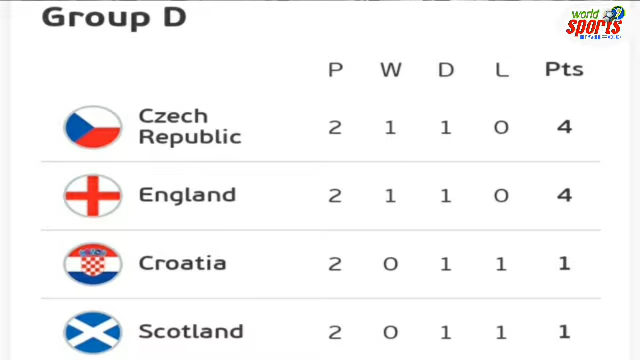 Group D
world
sports
P W D L Pts
Czech
Republic 2 1 1 0 4
England 2 1 1 0 4
Croatia 2 0 1 1 1
Scotland 2 0 1 1 1